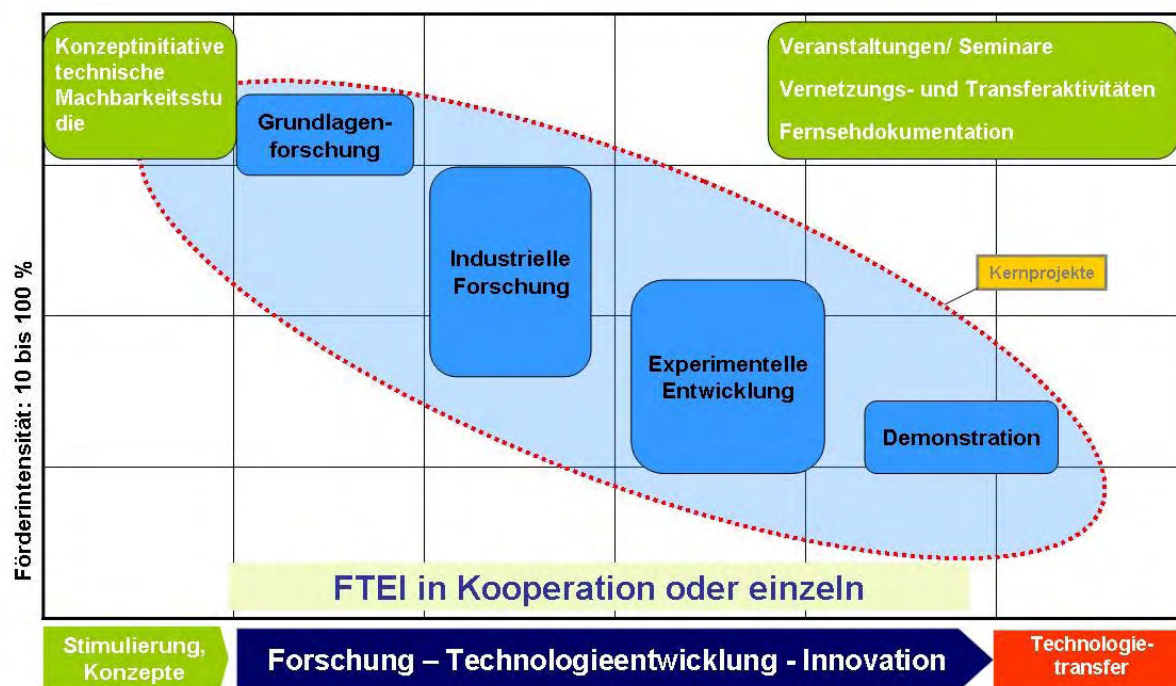 Konzeptinitiative
technische
Machbarkeitsstu
die
Veranstaltungen/ Seminare
Vernetzungs- und Transferaktivitäten
Fernsehdokumentation
Grundlagen-
forschung
Industrielle
Forschung
Kernprojekte
Experimentelle
Entwicklung
Demonstration
Förderintensität: 10 bis 100 %
FTEI in Kooperation oder einzeln
Stimulierung,
Konzepte
Forschung – Technologieentwicklung - Innovation
Technologie-
transfer